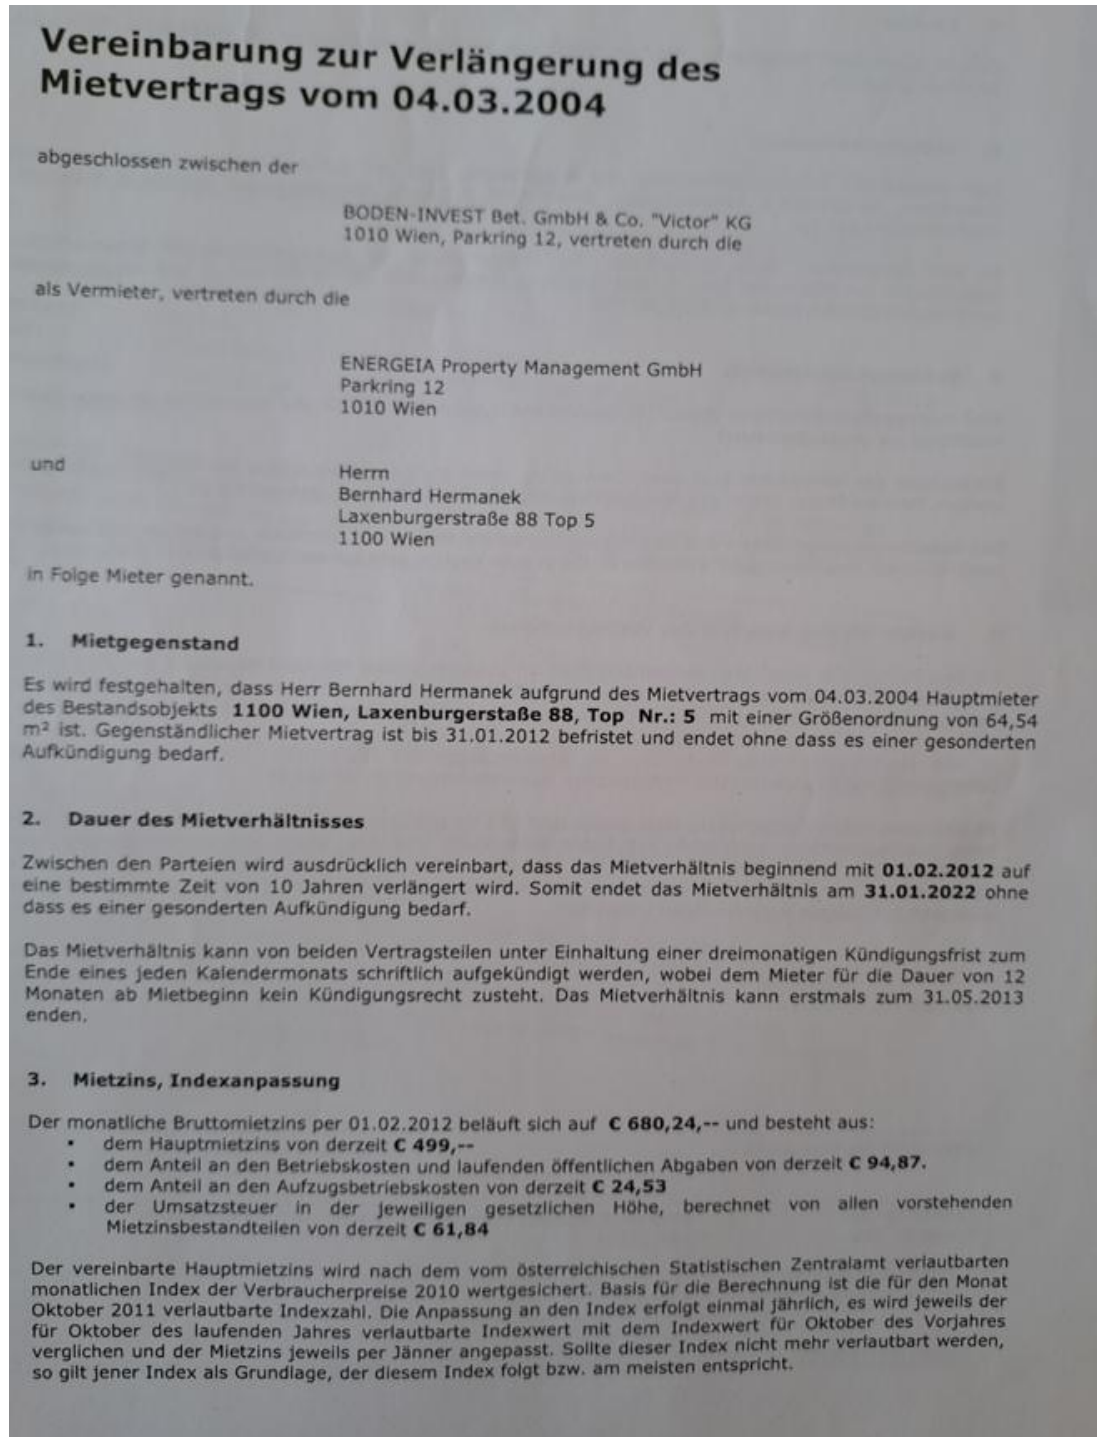 Vereinbarung zur Verlängerung des
Mietvertrags vom 04.03.2004
abgeschlossen zwischen der
BODEN-INVEST Bet. GmbH & Co. "Victor" KG
1010 Wien, Parkring 12, vertreten durch die
als Vermieter, vertreten durch die
ENERGEIA Property Management GmbH
Parkring 12
1010 Wien
und
Herrn
Bernhard Hermanek
Laxenburgerstraße 88 Top 5
1100 Wien
in Folge Mieter genannt.
1. Mietgegenstand
Es wird festgehalten, dass Herr Bernhard Hermanek aufgrund des Mietvertrags vom 04.03.2004 Hauptmieter
des Bestandsobjekts 1100 Wien, Laxenburgerstaße 88, Top Nr.: 5 mit einer Größenordnung von 64,54
m² ist. Gegenständlicher Mietvertrag ist bis 31.01.2012 befristet und endet ohne dass es einer gesonderten
Aufkündigung bedarf.
2. Dauer des Mietverhältnisses
Zwischen den Parteien wird ausdrücklich vereinbart, dass das Mietverhältnis beginnend mit 01.02.2012 auf
eine bestimmte Zeit von 10 Jahren verlängert wird. Somit endet das Mietverhältnis am 31.01.2022 ohne
dass es einer gesonderten Aufkündigung bedarf.
Das Mietverhältnis kann von beiden Vertragsteilen unter Einhaltung einer dreimonatigen Kündigungsfrist zum
Ende eines jeden Kalendermonats schriftlich aufgekündigt werden, wobei dem Mieter für die Dauer von 12
Monaten ab Mietbeginn kein Kündigungsrecht zusteht. Das Mietverhältnis kann erstmals zum 31.05.2013
enden.
3. Mietzins, Indexanpassung
Der monatliche Bruttomietzins per 01.02.2012 beläuft sich auf € 680,24,-- und besteht aus:
• dem Hauptmietzins von derzeit € 499,--
• dem Anteil an den Betriebskosten und laufenden öffentlichen Abgaben von derzeit € 94,87.
• dem Anteil an den Aufzugsbetriebskosten von derzeit € 24,53
• der Umsatzsteuer in der jeweiligen gesetzlichen Höhe, berechnet von allen vorstehenden
Mietzinsbestandteilen von derzeit € 61,84
Der vereinbarte Hauptmietzins wird nach dem vom österreichischen Statistischen Zentralamt verlautbarten
monatlichen Index der Verbraucherpreise 2010 wertgesichert. Basis für die Berechnung ist die für den Monat
Oktober 2011 verlautbarte Indexzahl. Die Anpassung an den Index erfolgt einmal jährlich, es wird jeweils der
für Oktober des laufenden Jahres verlautbarte Indexwert mit dem Indexwert für Oktober des Vorjahres
verglichen und der Mietzins jeweils per Jänner angepasst. Sollte dieser Index nicht mehr verlautbart werden,
so gilt jener Index als Grundlage, der diesem Index folgt bzw. am meisten entspricht.